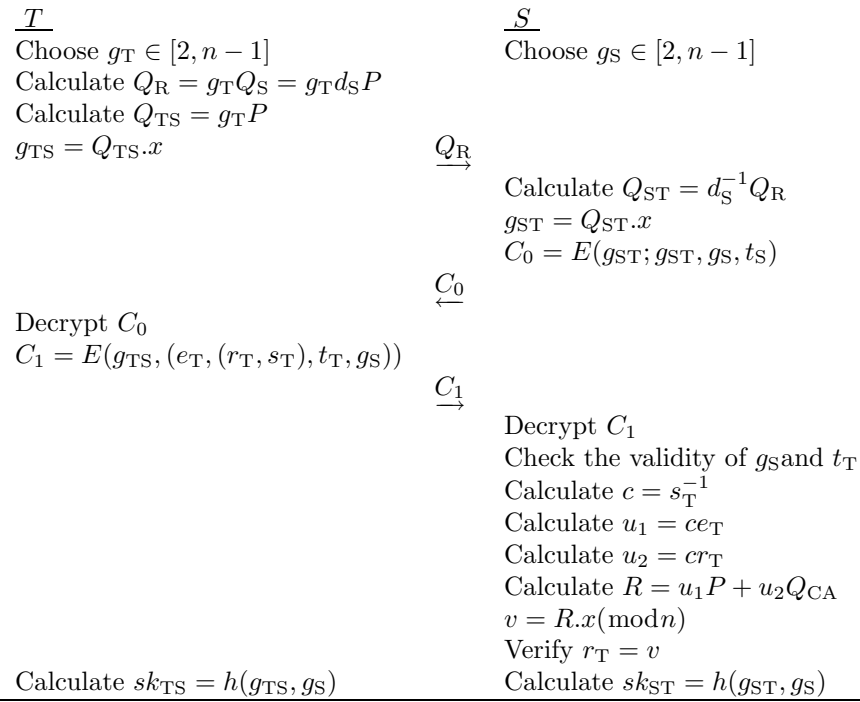 T S
Choose g_T ∈ [2, n − 1] Choose g_S ∈ [2, n − 1]
Calculate Q_R = g_T Q_S = g_T d_S P
Calculate Q_TS = g_T P
g_TS = Q_TS.x Q_R →
Calculate Q_ST = d_S^{−1} Q_R
g_ST = Q_ST.x
C_0 = E(g_ST; g_ST, g_S, t_S)
C_0 ←
Decrypt C_0
C_1 = E(g_TS, (e_T, (r_T, s_T), t_T, g_S))
C_1 →
Decrypt C_1
Check the validity of g_S and t_T
Calculate c = s_T^{−1}
Calculate u_1 = ce_T
Calculate u_2 = cr_T
Calculate R = u_1 P + u_2 Q_CA
v = R.x(modn)
Verify r_T = v
Calculate sk_TS = h(g_TS, g_S) Calculate sk_ST = h(g_ST, g_S)